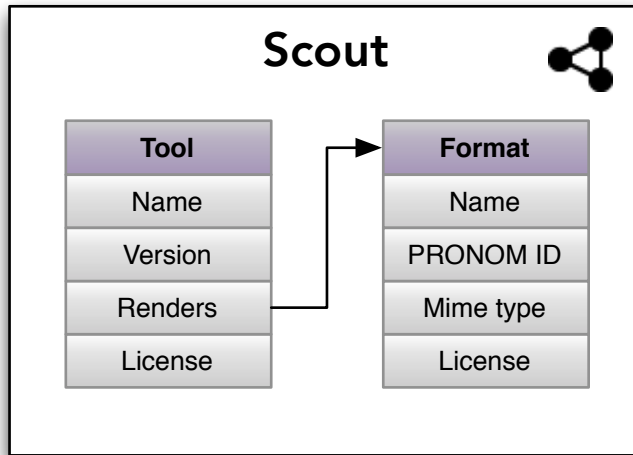 Scout
Tool
Name
Version
Renders
License
Format
Name
PRONOM ID
Mime type
License